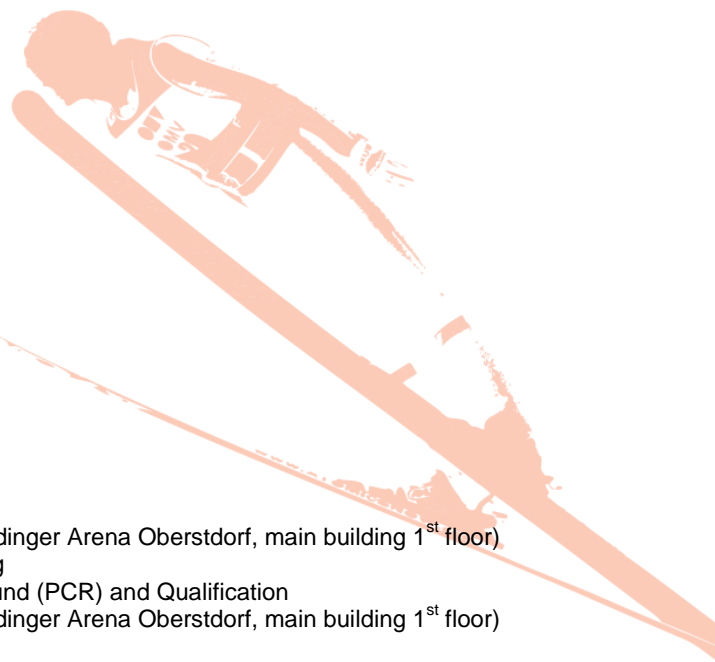 dinger Arena Oberstdorf, main building 1st floor)
g
und (PCR) and Qualification
dinger Arena Oberstdorf, main building 1st floor)